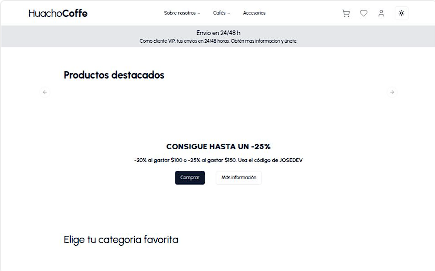 HuachoCoffe
Sobre nosotros
Cafés
Accesorios
Envío en 24/48 h
Como cliente VIP, tus envíos en 24/48 horas. Obtén más información y únete.
Productos destacados
CONSIGUE HASTA UN -25%
-20% al gastar $100 o -25% al gastar $150. Usa el código de JOSEDEV
Comprar
Más información
Elige tu categoría favorita